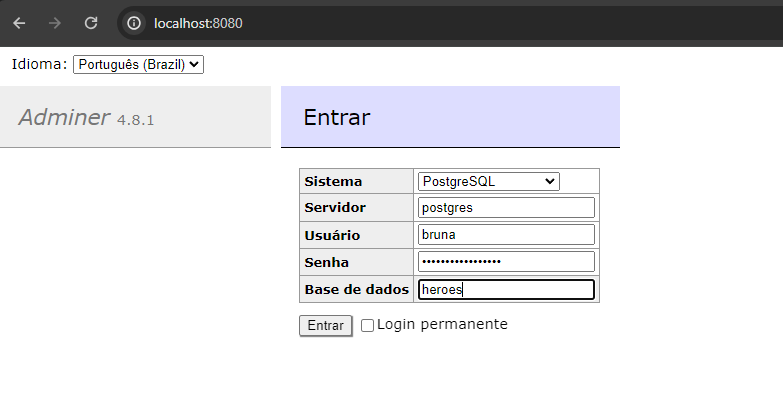 localhost:8080
Idioma: Português (Brazil)
Adminer 4.8.1
Entrar
Sistema PostgreSQL
Servidor postgres
Usuário bruna
Senha •••••••••••••••••
Base de dados heroes
Entrar Login permanente